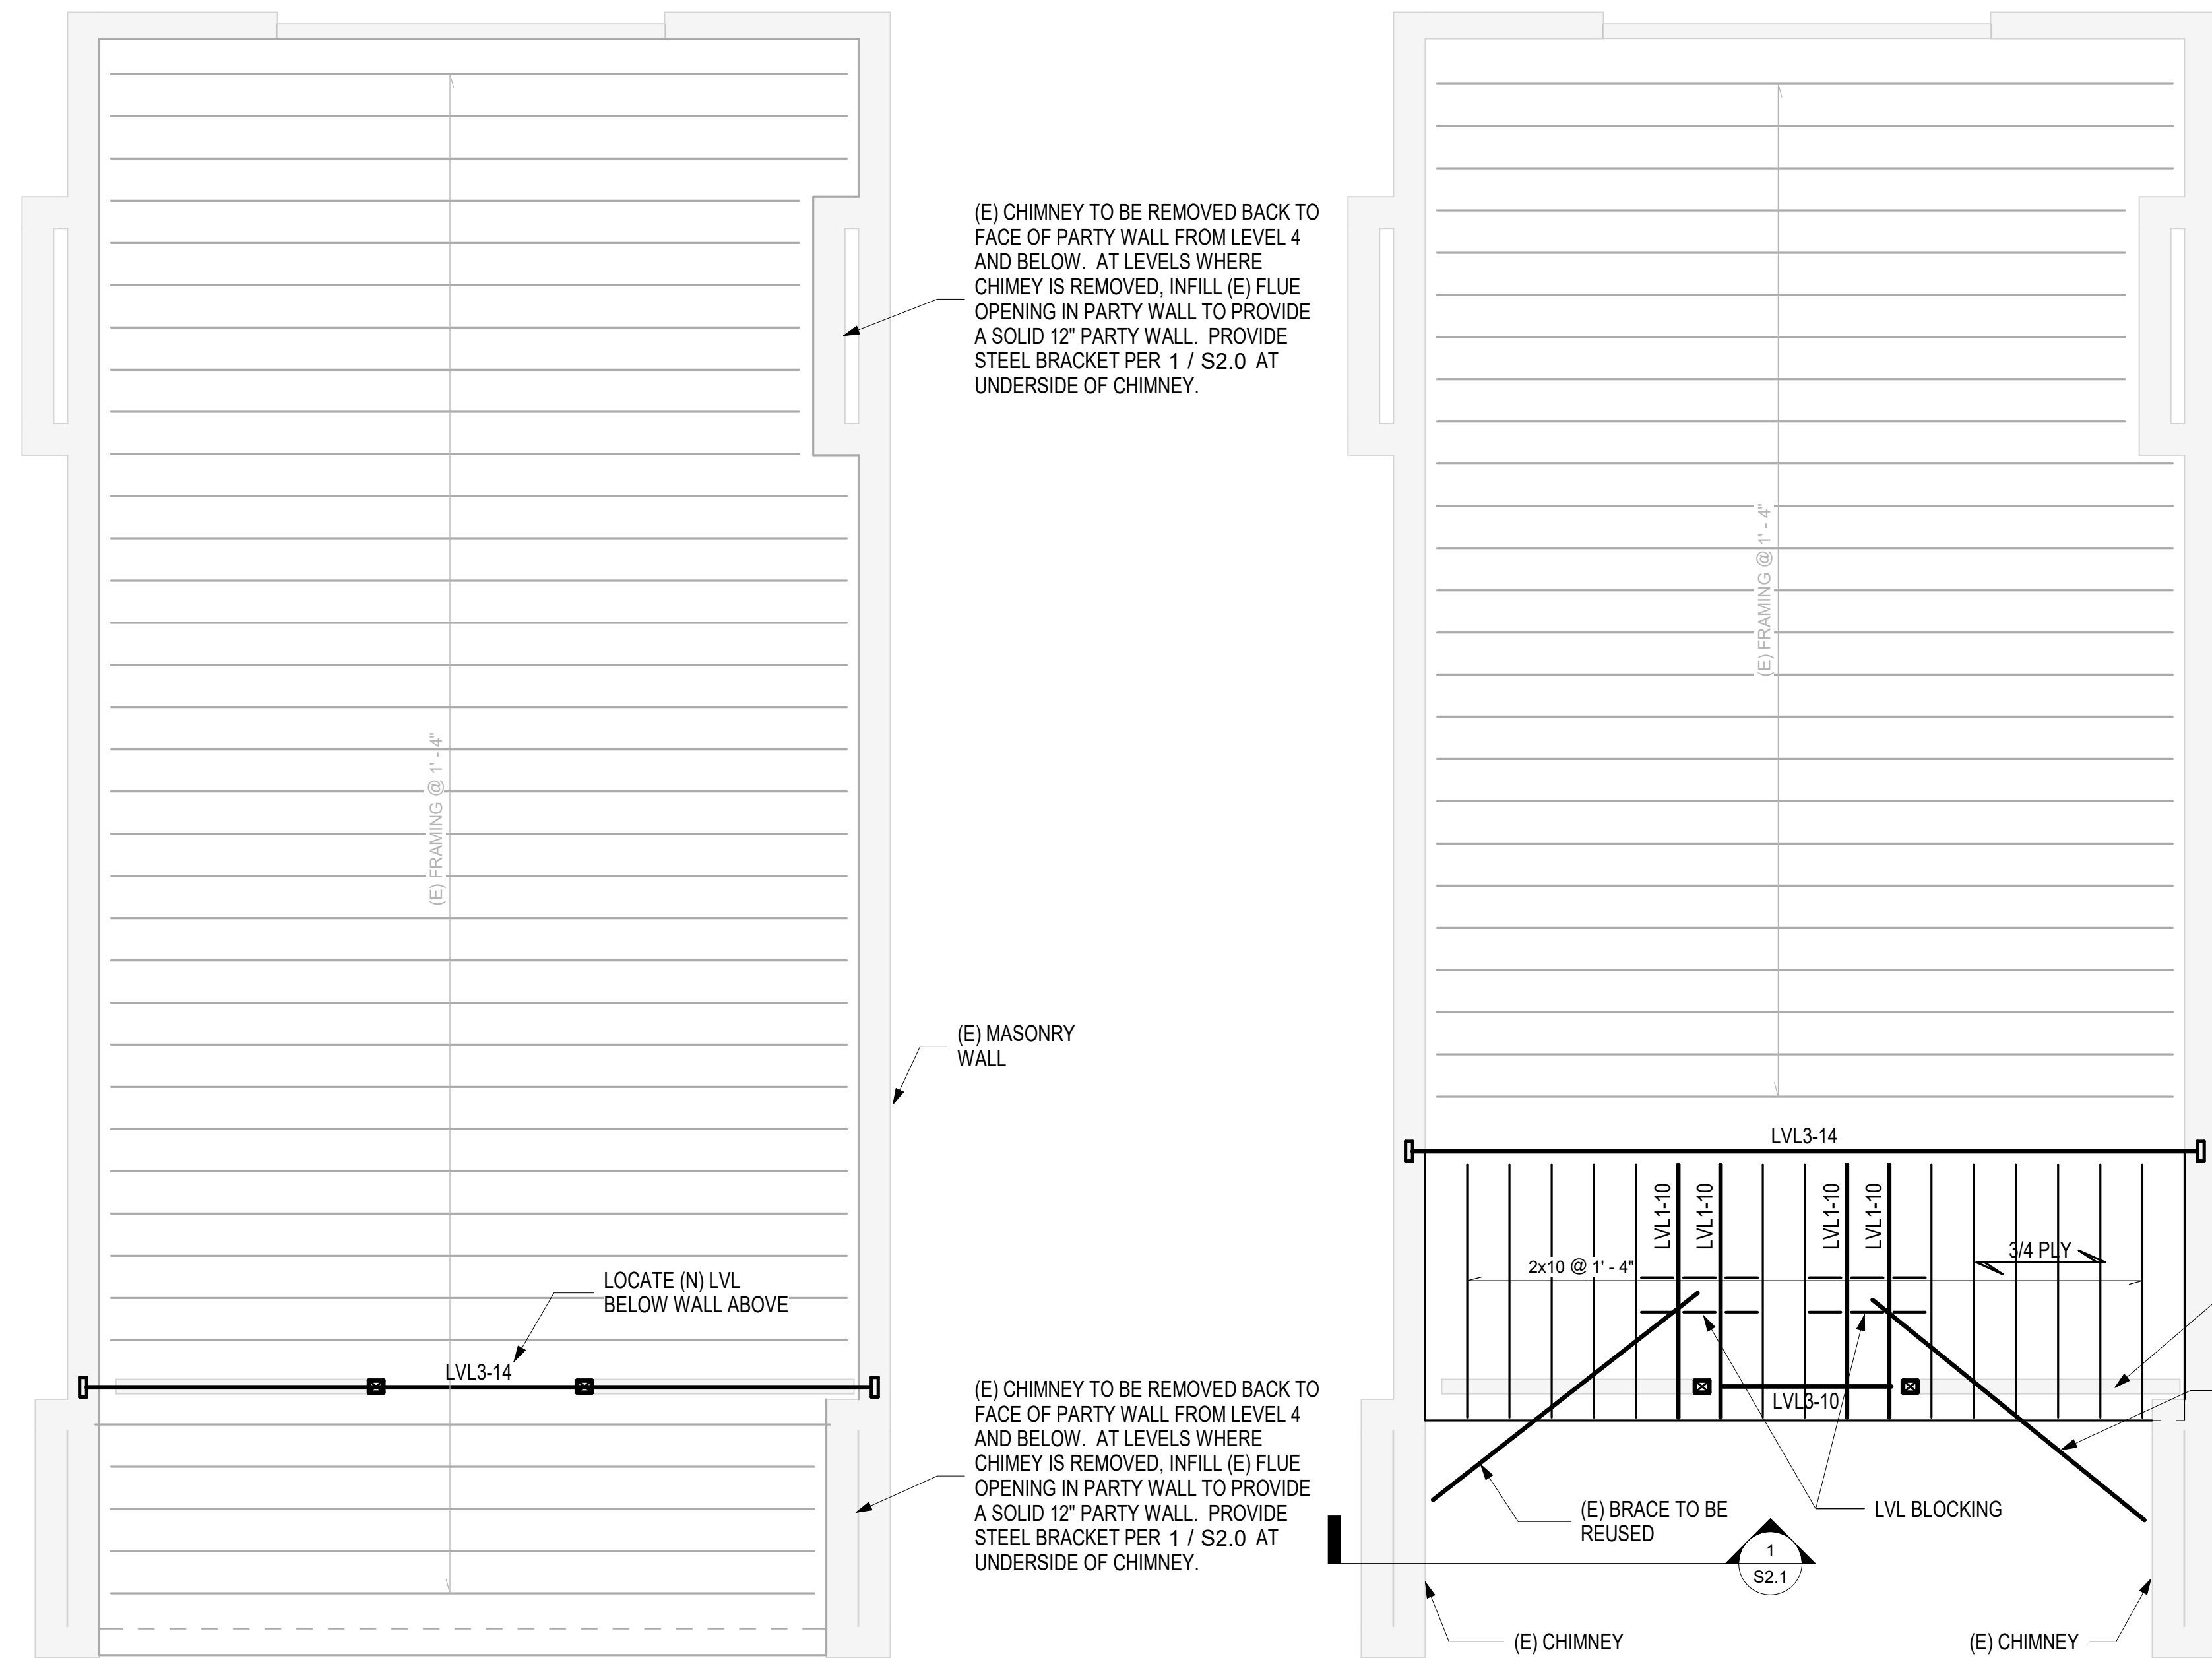 (E) CHIMNEY TO BE REMOVED BACK TO
FACE OF PARTY WALL FROM LEVEL 4
AND BELOW. AT LEVELS WHERE
CHIMEY IS REMOVED, INFILL (E) FLUE
OPENING IN PARTY WALL TO PROVIDE
A SOLID 12" PARTY WALL. PROVIDE
STEEL BRACKET PER 1 / S2.0 AT
UNDERSIDE OF CHIMNEY.
(E) FRAMING @ 1' - 4"
(E) MASONRY
WALL
LOCATE (N) LVL
BELOW WALL ABOVE
LVL3-14
(E) CHIMNEY TO BE REMOVED BACK TO
FACE OF PARTY WALL FROM LEVEL 4
AND BELOW. AT LEVELS WHERE
CHIMEY IS REMOVED, INFILL (E) FLUE
OPENING IN PARTY WALL TO PROVIDE
A SOLID 12" PARTY WALL. PROVIDE
STEEL BRACKET PER 1 / S2.0 AT
UNDERSIDE OF CHIMNEY.
(E) FRAMING @ 1' - 4"
LVL3-14
LVL1-10
LVL1-10
LVL1-10
LVL1-10
3/4 PLY
2x10 @ 1' - 4"
LVL3-10
(E) BRACE TO BE
REUSED
LVL BLOCKING
1
S2.1
(E) CHIMNEY
(E) CHIMNEY